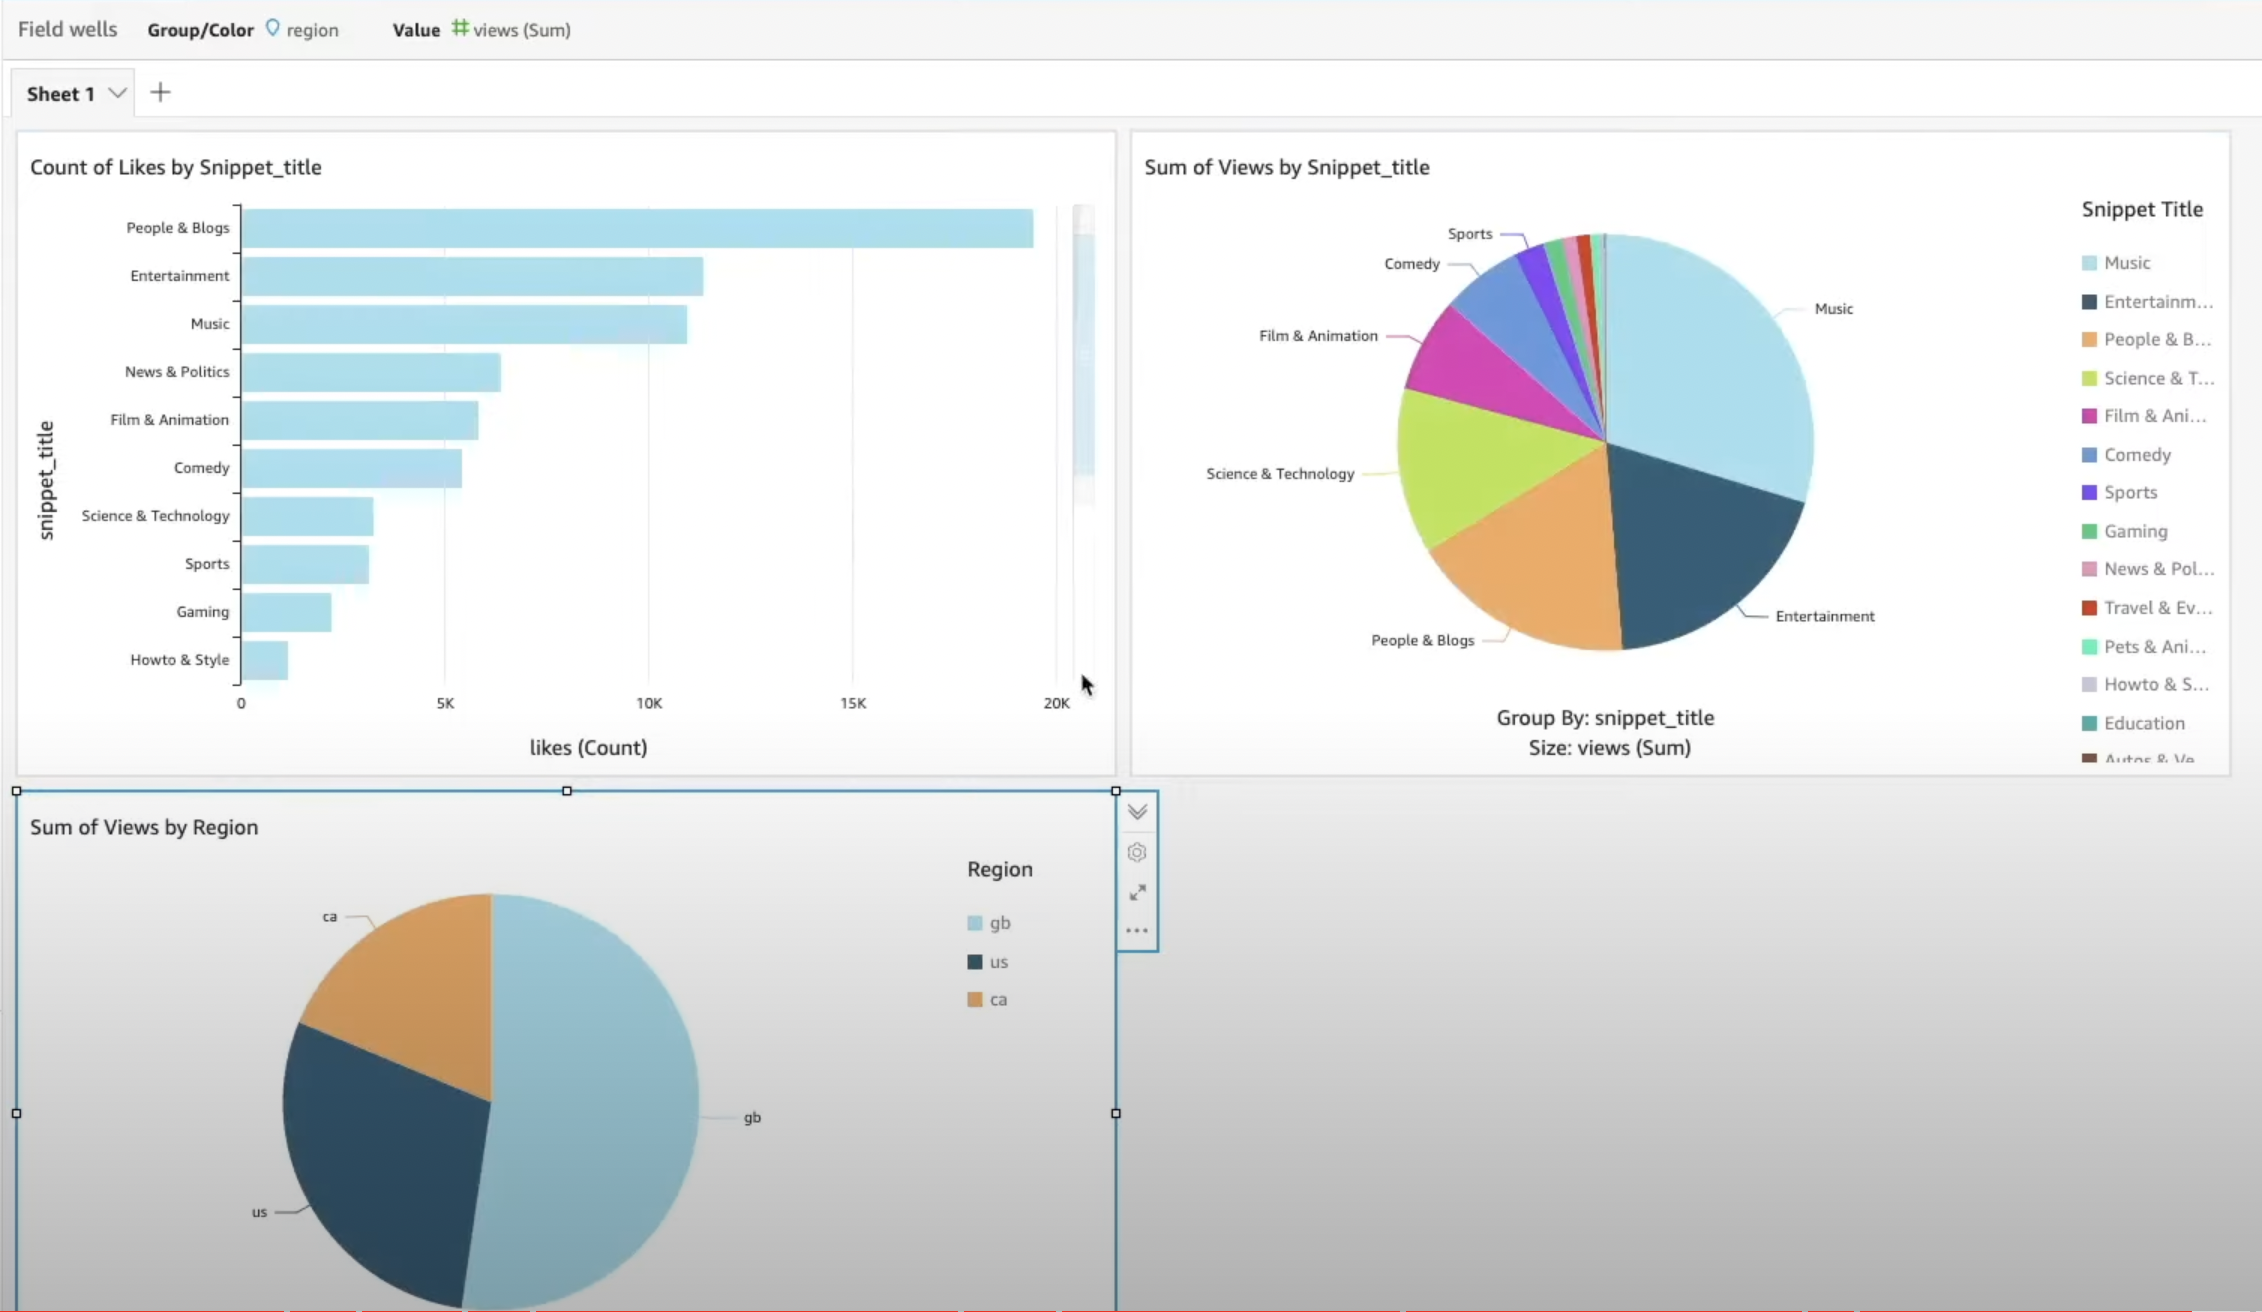 Field wells Group/Color region Value views (Sum)
Sheet 1
Count of Likes by Snippet_title
snippet_title
People & Blogs
Entertainment
Music
News & Politics
Film & Animation
Comedy
Science & Technology
Sports
Gaming
Howto & Style
0 5K 10K 15K 20K
likes (Count)
Sum of Views by Snippet_title
Sports
Comedy
Film & Animation
Science & Technology
People & Blogs
Music
Entertainment
Group By: snippet_title
Size: views (Sum)
Snippet Title
Music
Entertainm...
People & B...
Science & T...
Film & Ani...
Comedy
Sports
Gaming
News & Pol...
Travel & Ev...
Pets & Ani...
Howto & S...
Education
Autos & Ve...
Sum of Views by Region
ca
us
gb
Region
gb
us
ca